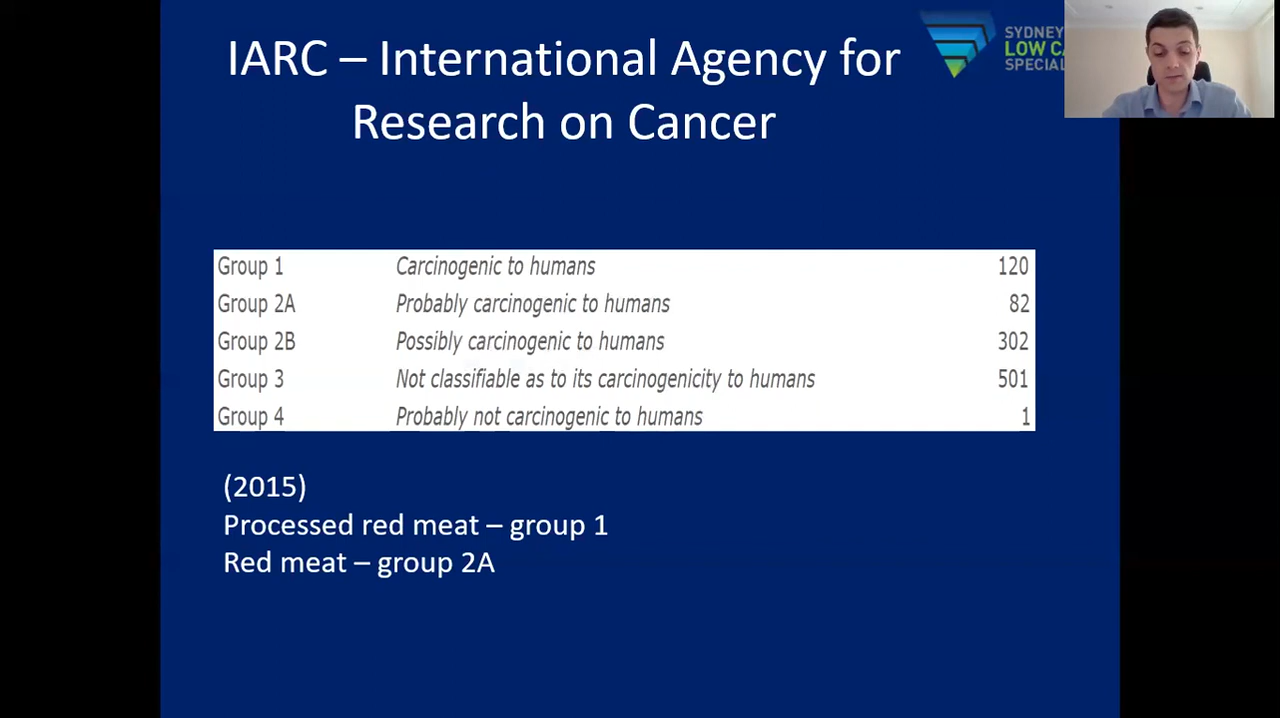 IARC – International Agency for
Research on Cancer
SYDNEY
LOW CA
SPECIAL
Group 1 Carcinogenic to humans 120
Group 2A Probably carcinogenic to humans 82
Group 2B Possibly carcinogenic to humans 302
Group 3 Not classifiable as to its carcinogenicity to humans 501
Group 4 Probably not carcinogenic to humans 1
(2015)
Processed red meat – group 1
Red meat – group 2A